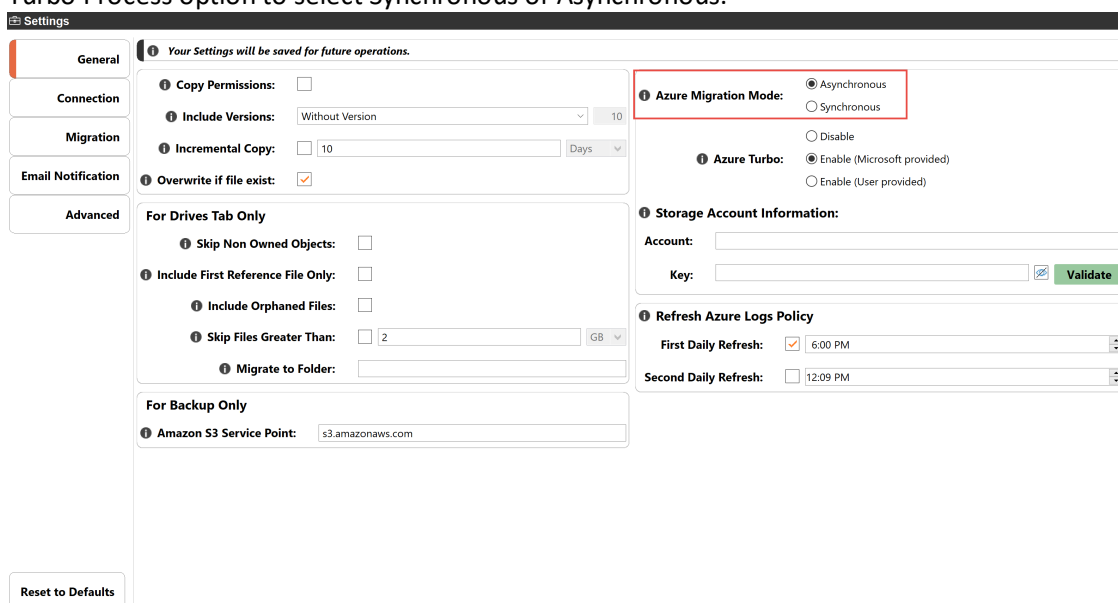 Turbo Process option to select Synchronous or Asynchronous.
Settings
General
Connection
Migration
Email Notification
Advanced
Reset to Defaults
Your Settings will be saved for future operations.
Copy Permissions:
Include Versions: Without Version 10
Incremental Copy: 10 Days
Overwrite if file exist:
For Drives Tab Only
Skip Non Owned Objects:
Include First Reference File Only:
Include Orphaned Files:
Skip Files Greater Than: 2 GB
Migrate to Folder:
For Backup Only
Amazon S3 Service Point: s3.amazonaws.com
Azure Migration Mode:
Asynchronous
Synchronous
Azure Turbo:
Disable
Enable (Microsoft provided)
Enable (User provided)
Storage Account Information:
Account:
Key: Validate
Refresh Azure Logs Policy
First Daily Refresh: 6:00 PM
Second Daily Refresh: 12:09 PM